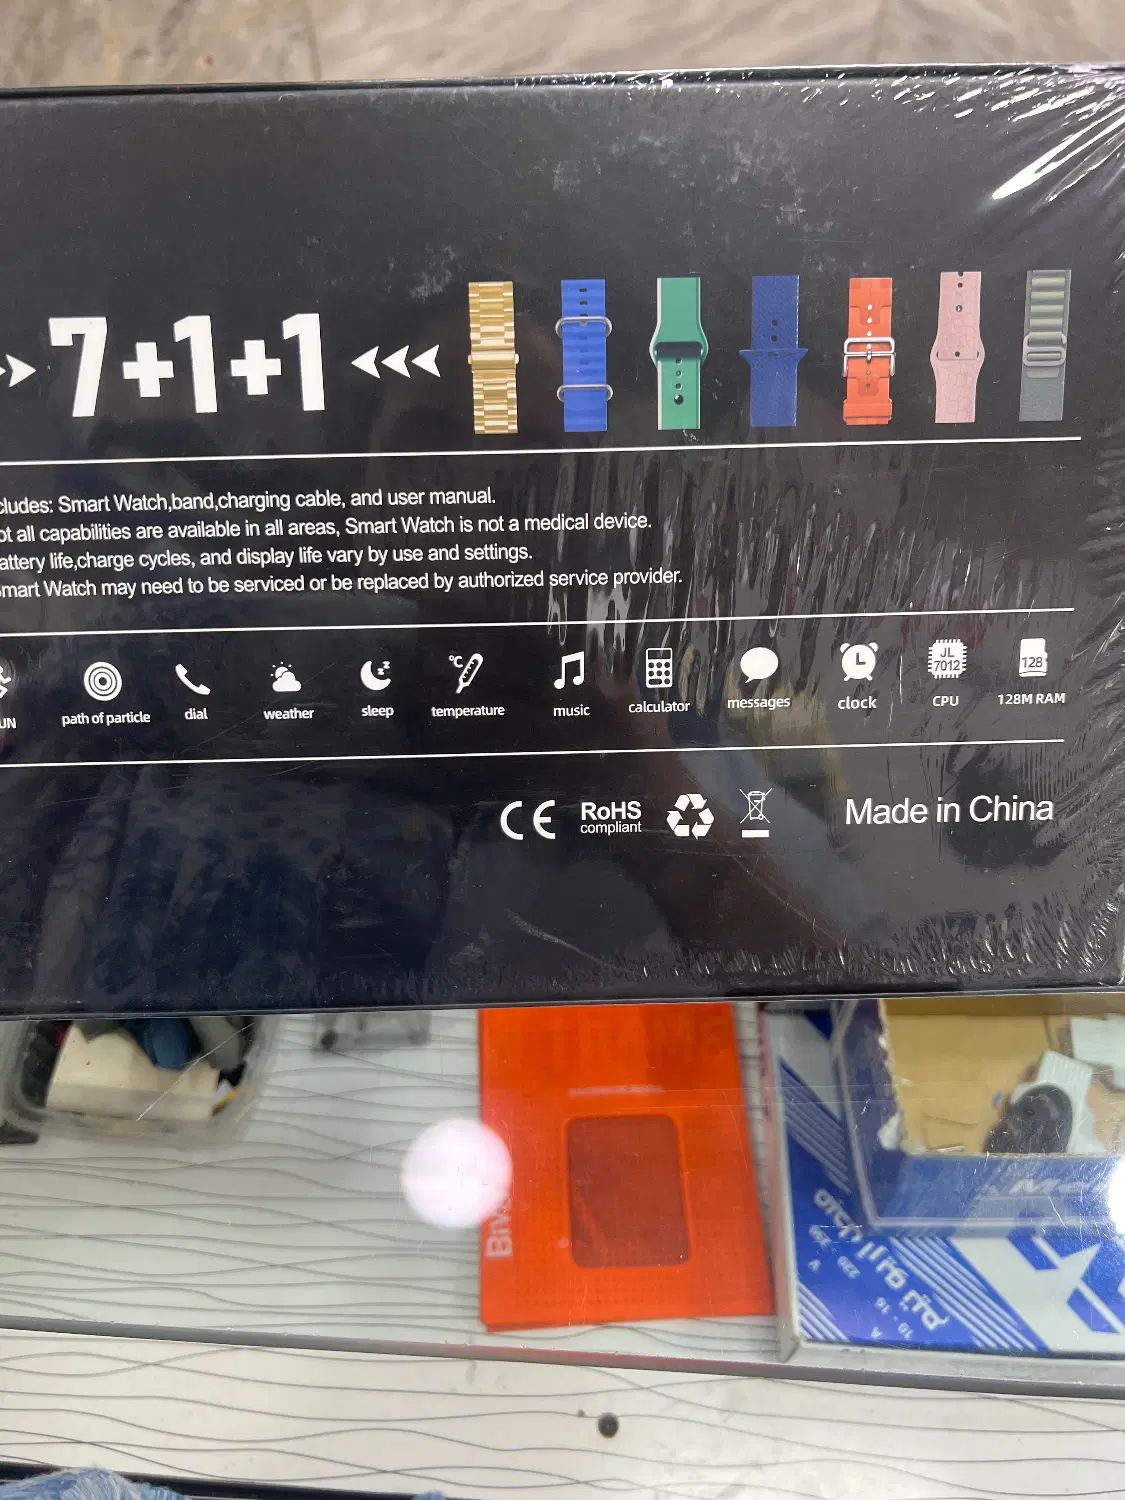 7+1+1
cludes: Smart Watch,band,charging cable, and user manual.
ot all capabilities are available in all areas, Smart Watch is not a medical device.
attery life,charge cycles, and display life vary by use and settings.
mart Watch may need to be serviced or be replaced by authorized service provider.
UN
path of particle
dial
weather
sleep
°C
temperature
music
calculator
messages
clock
JL
7012
CPU
128
128M RAM
CE
RoHS
compliant
Made in China